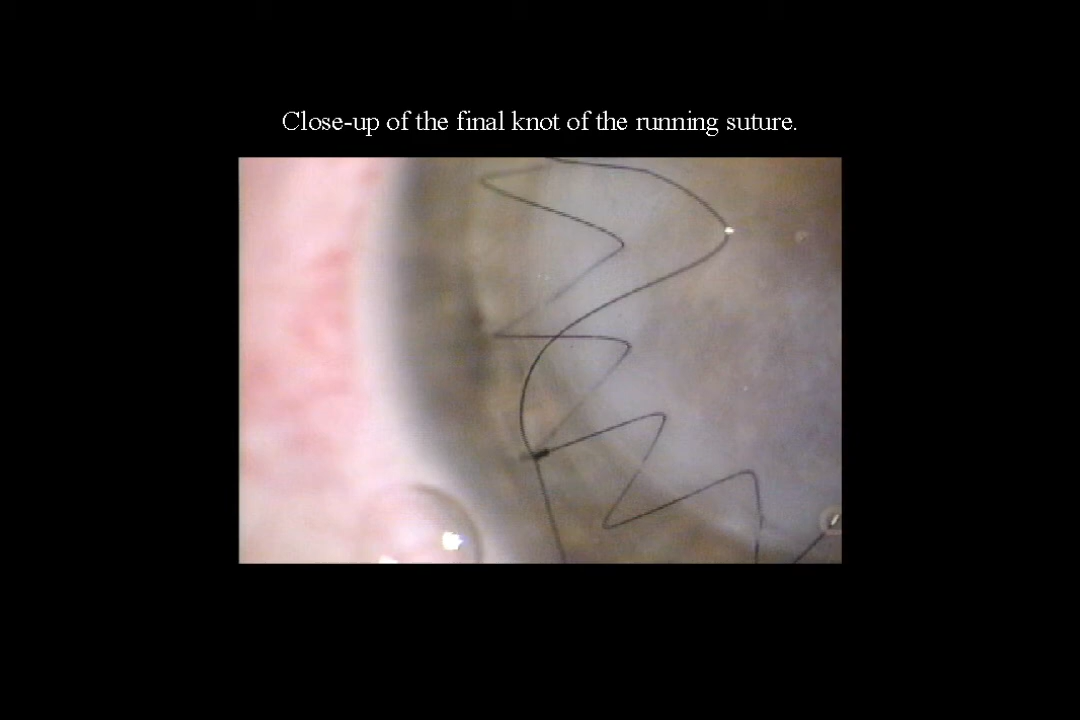 Close-up of the final knot of the running suture.